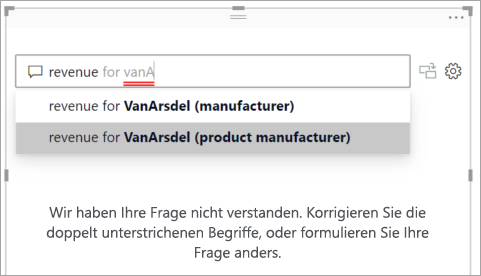 revenue for vanA
revenue for VanArsdel (manufacturer)
revenue for VanArsdel (product manufacturer)
Wir haben Ihre Frage nicht verstanden. Korrigieren Sie die
doppelt unterstrichenen Begriffe, oder formulieren Sie Ihre
Frage anders.